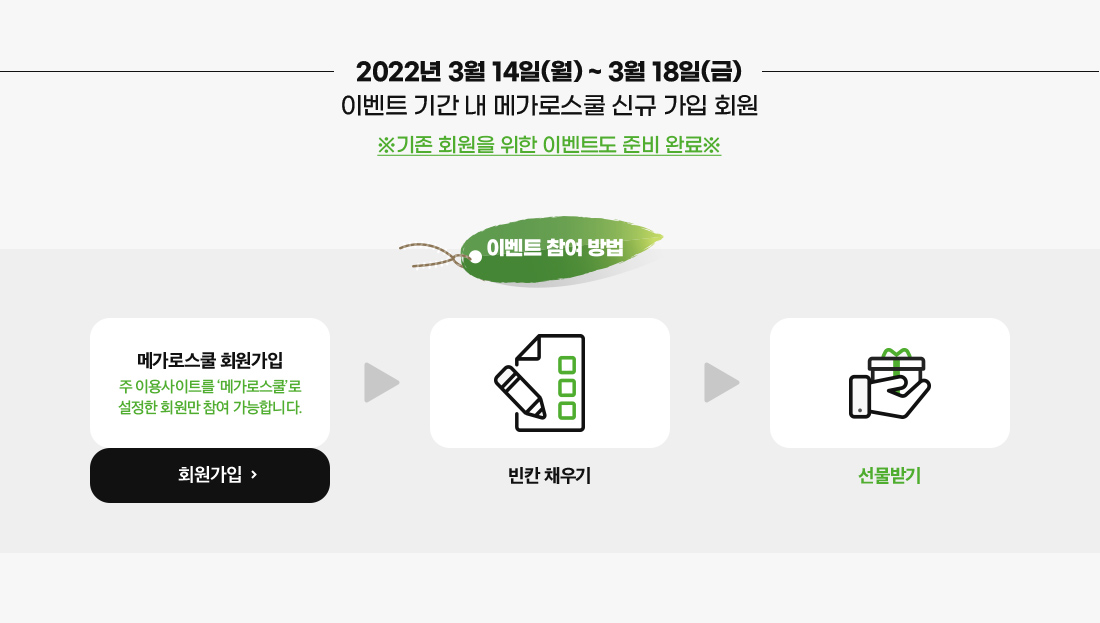 2022년 3월 14일(월) ~ 3월 18일(금)
이벤트 기간 내 메가로스쿨 신규 가입 회원
※기존 회원을 위한 이벤트도 준비 완료※
이벤트 참여 방법
메가로스쿨 회원가입
주 이용사이트를 ‘메가로스쿨’로
설정한 회원만 참여 가능합니다.
회원가입 >
빈칸 채우기
선물받기